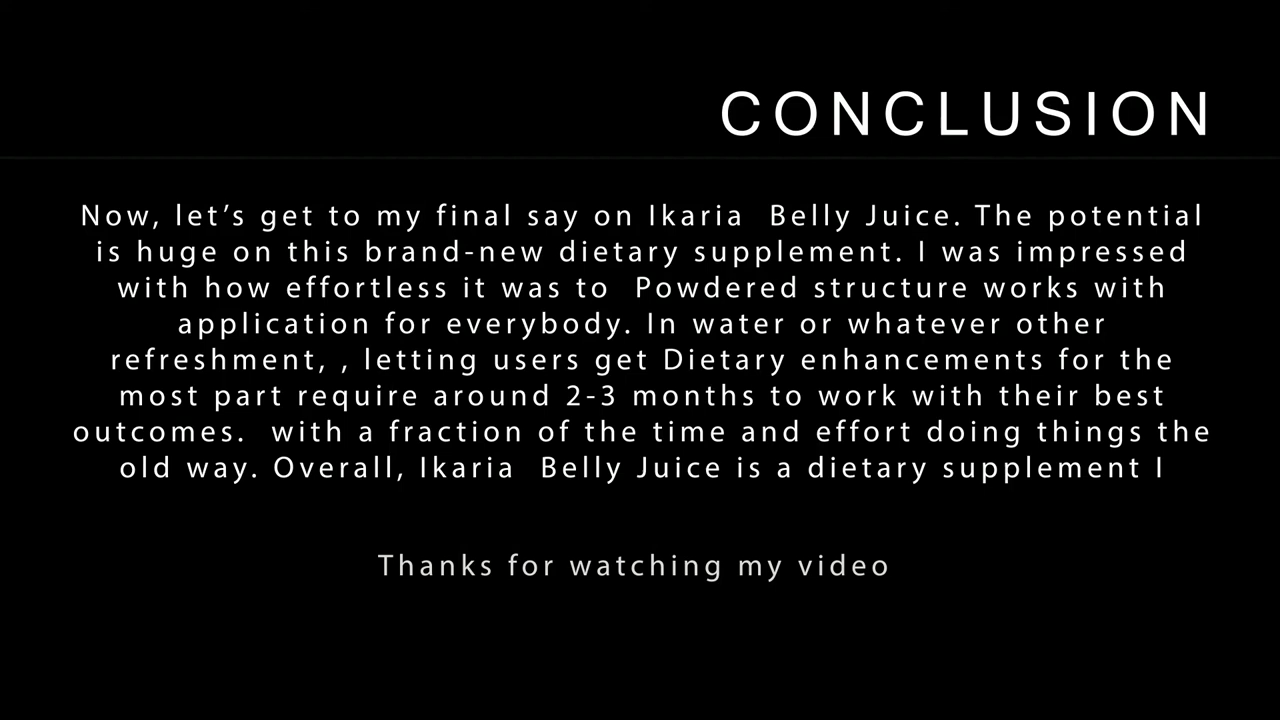 CONCLUSION
Now, let’s get to my final say on Ikaria  Belly Juice. The potential
is huge on this brand-new dietary supplement. I was impressed
with how effortless it was to  Powdered structure works with
application for everybody. In water or whatever other
refreshment, , letting users get Dietary enhancements for the
most part require around 2-3 months to work with their best
outcomes.  with a fraction of the time and effort doing things the
old way. Overall, Ikaria  Belly Juice is a dietary supplement I
Thanks for watching my video